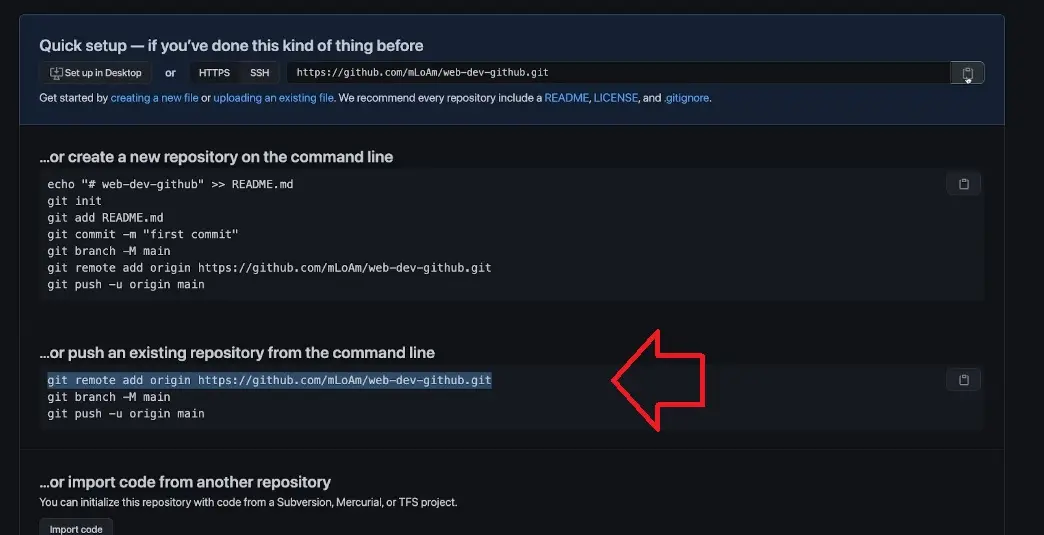 Quick setup — if you've done this kind of thing before
Set up in Desktop or HTTPS SSH https://github.com/mLoAm/web-dev-github.git
Get started by creating a new file or uploading an existing file. We recommend every repository include a README, LICENSE, and .gitignore.
…or create a new repository on the command line
echo "# web-dev-github" >> README.md
git init
git add README.md
git commit -m "first commit"
git branch -M main
git remote add origin https://github.com/mLoAm/web-dev-github.git
git push -u origin main
…or push an existing repository from the command line
git remote add origin https://github.com/mLoAm/web-dev-github.git
git branch -M main
git push -u origin main
…or import code from another repository
You can initialize this repository with code from a Subversion, Mercurial, or TFS project.
Import code